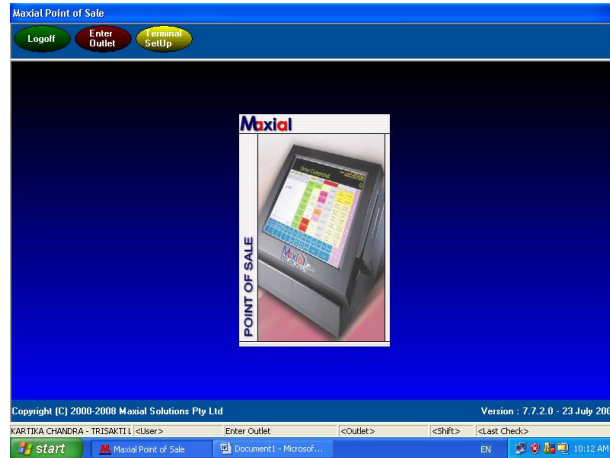 Maxial Point of Sale
Logoff
Enter Outlet
Terminal SetUp
Maxial
POINT OF SALE
Maxial
Copyright (C) 2000-2008 Maxial Solutions Pty Ltd
Version : 7.7.2.0 - 23 July 200
KARTIKA CHANDRA - TRISAKTI L <User> Enter Outlet <Outlet> <Shift> <Last Check>
start Maxial Point of Sale Document1 - Microsof... EN 10:12 AM